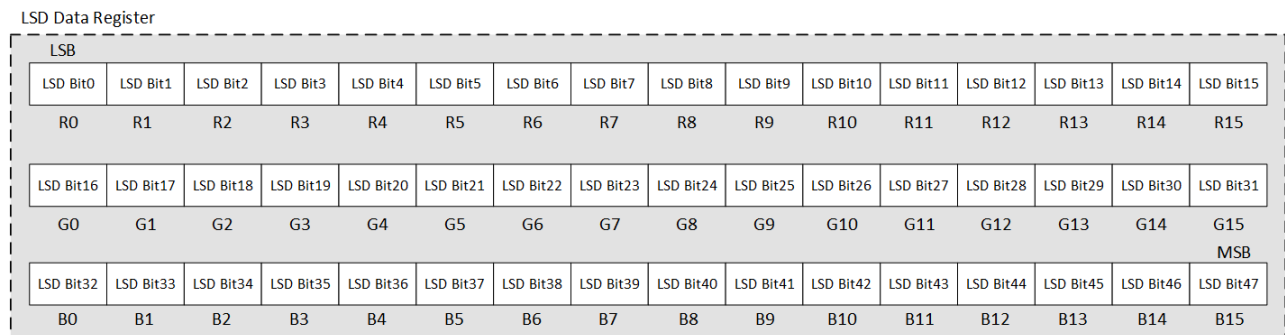 LSD Data Register
LSB
LSD Bit0 LSD Bit1 LSD Bit2 LSD Bit3 LSD Bit4 LSD Bit5 LSD Bit6 LSD Bit7 LSD Bit8 LSD Bit9 LSD Bit10 LSD Bit11 LSD Bit12 LSD Bit13 LSD Bit14 LSD Bit15
R0 R1 R2 R3 R4 R5 R6 R7 R8 R9 R10 R11 R12 R13 R14 R15
LSD Bit16 LSD Bit17 LSD Bit18 LSD Bit19 LSD Bit20 LSD Bit21 LSD Bit22 LSD Bit23 LSD Bit24 LSD Bit25 LSD Bit26 LSD Bit27 LSD Bit28 LSD Bit29 LSD Bit30 LSD Bit31
G0 G1 G2 G3 G4 G5 G6 G7 G8 G9 G10 G11 G12 G13 G14 G15
MSB
LSD Bit32 LSD Bit33 LSD Bit34 LSD Bit35 LSD Bit36 LSD Bit37 LSD Bit38 LSD Bit39 LSD Bit40 LSD Bit41 LSD Bit42 LSD Bit43 LSD Bit44 LSD Bit45 LSD Bit46 LSD Bit47
B0 B1 B2 B3 B4 B5 B6 B7 B8 B9 B10 B11 B12 B13 B14 B15